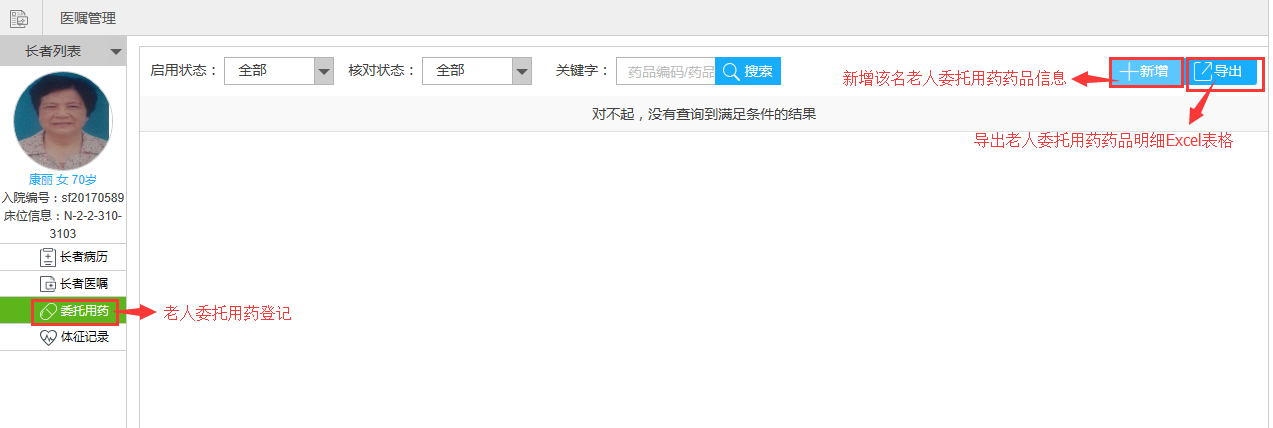 医嘱管理
长者列表
启用状态： 全部 核对状态： 全部 关键字： 药品编码/药品 搜索
新增该名老人委托用药药品信息
新增 导出
对不起，没有查询到满足条件的结果
导出老人委托用药药品明细Excel表格
康丽 女 70岁
入院编号：sf20170589
床位信息：N-2-2-310-
3103
长者病历
长者医嘱
委托用药
老人委托用药登记
体征记录